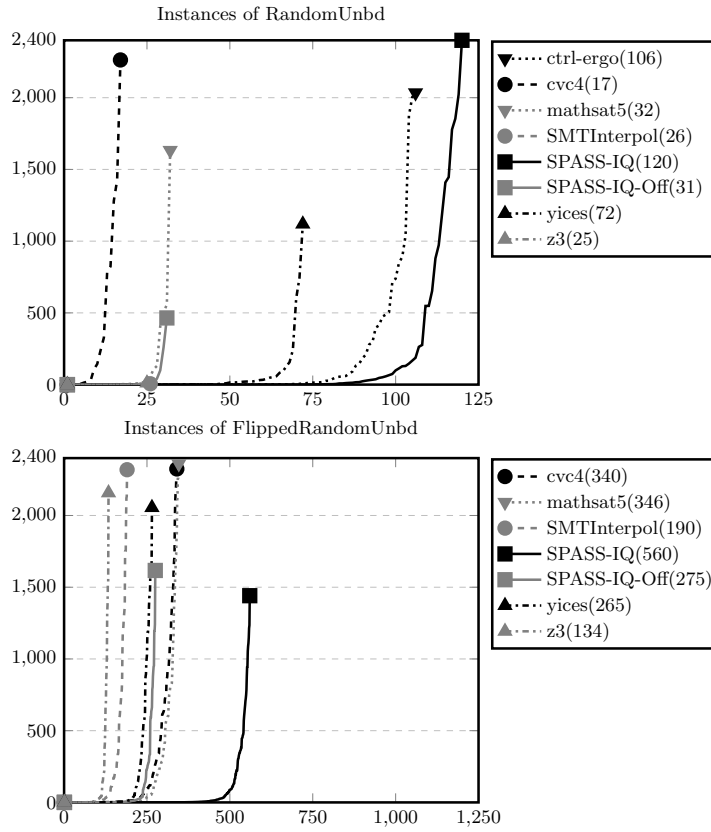 Instances of RandomUnbd
2,400
2,000
1,500
1,000
500
0
0 25 50 75 100 125
ctrl-ergo(106)
cvc4(17)
mathsat5(32)
SMTInterpol(26)
SPASS-IQ(120)
SPASS-IQ-Off(31)
yices(72)
z3(25)
Instances of FlippedRandomUnbd
2,400
2,000
1,500
1,000
500
0
0 250 500 750 1,000 1,250
cvc4(340)
mathsat5(346)
SMTInterpol(190)
SPASS-IQ(560)
SPASS-IQ-Off(275)
yices(265)
z3(134)